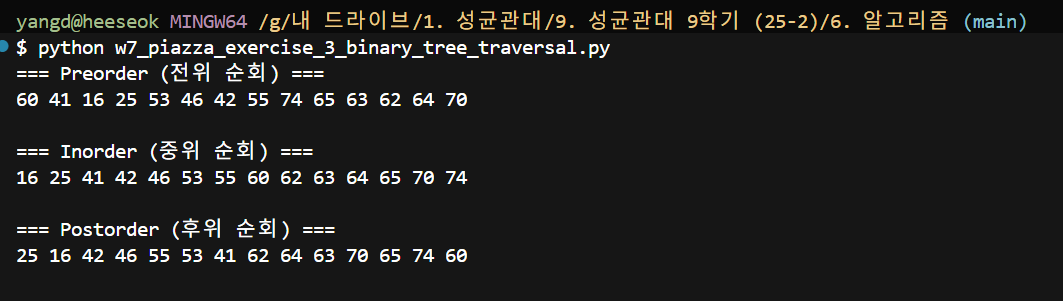 yangd@heeseok MINGW64 /g/내 드라이브/1. 성균관대/9. 성균관대 9학기 (25-2)/6. 알고리즘 (main)
$ python w7_piazza_exercise_3_binary_tree_traversal.py
=== Preorder (전위 순회) ===
60 41 16 25 53 46 42 55 74 65 63 62 64 70
=== Inorder (중위 순회) ===
16 25 41 42 46 53 55 60 62 63 64 65 70 74
=== Postorder (후위 순회) ===
25 16 42 46 55 53 41 62 64 63 70 65 74 60